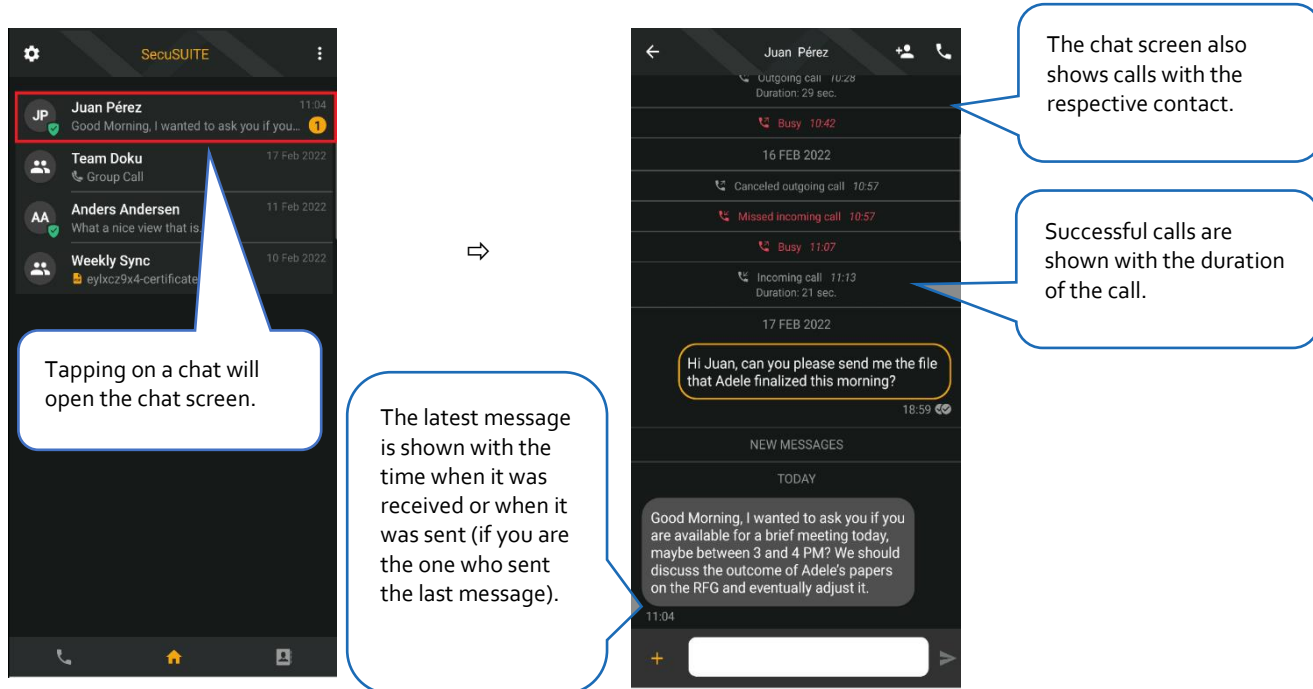 SecuSUITE
JP
Juan Pérez
11:04
Good Morning, I wanted to ask you if you...
1
Team Doku
17 Feb 2022
Group Call
AA
Anders Andersen
11 Feb 2022
What a nice view that is.
Weekly Sync
10 Feb 2022
eylxcz9x4-certificate
Tapping on a chat will
open the chat screen.
⇨
The latest message
is shown with the
time when it was
received or when it
was sent (if you are
the one who sent
the last message).
Juan Pérez
Outgoing call 10:28
Duration: 29 sec.
Busy 10:42
16 FEB 2022
Canceled outgoing call 10:57
Missed incoming call 10:57
Busy 11:07
Incoming call 11:13
Duration: 21 sec.
17 FEB 2022
Hi Juan, can you please send me the file
that Adele finalized this morning?
18:59
NEW MESSAGES
TODAY
Good Morning, I wanted to ask you if you
are available for a brief meeting today,
maybe between 3 and 4 PM? We should
discuss the outcome of Adele's papers
on the RFG and eventually adjust it.
11:04
The chat screen also
shows calls with the
respective contact.
Successful calls are
shown with the duration
of the call.